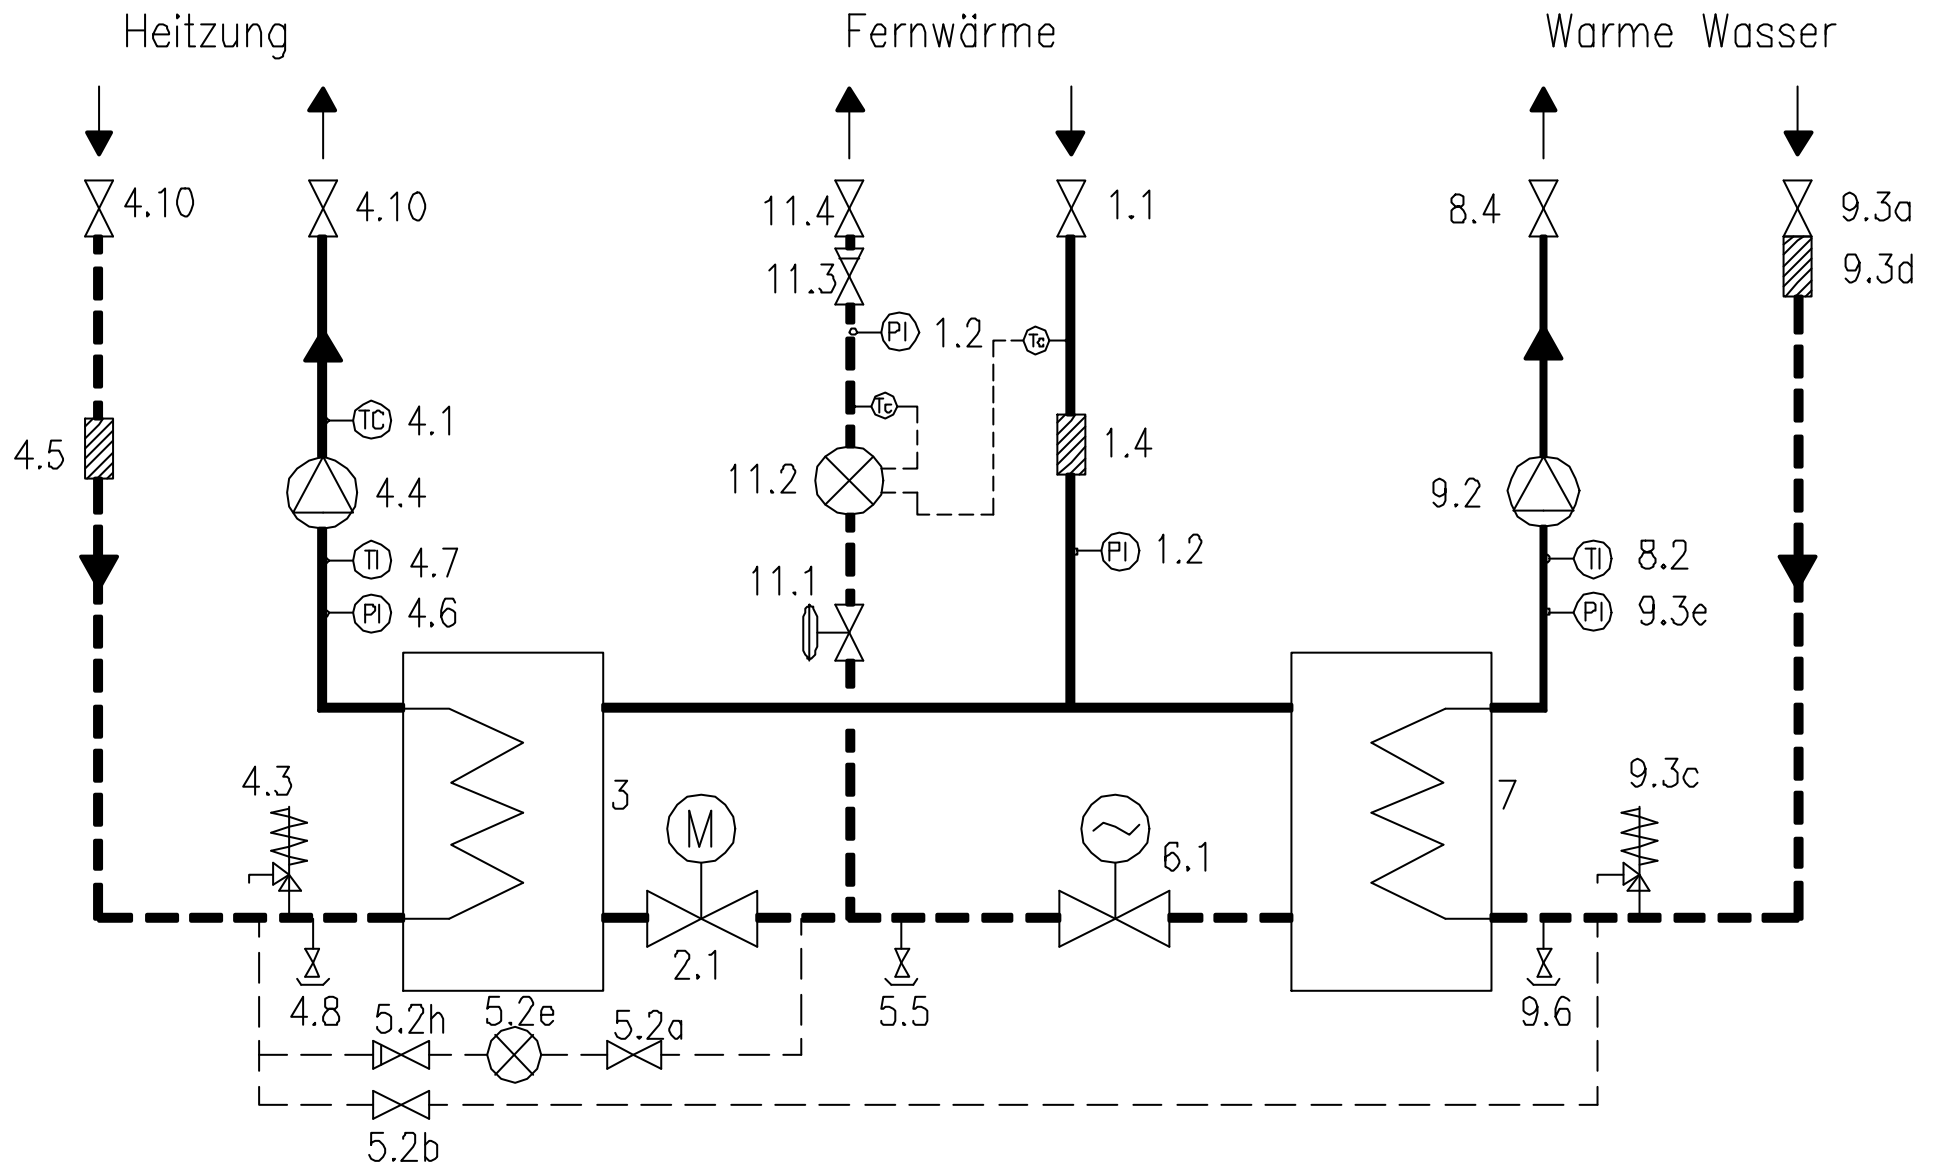 Heitzung
Fernwärme
Warme Wasser
4.10
4.10
11.4
1.1
8.4
9.3a
11.3
9.3d
PI
1.2
Tc
Tc
TC
4.1
4.5
1.4
11.2
4.4
9.2
TI
4.7
PI
1.2
TI
8.2
11.1
PI
4.6
PI
9.3e
4.3
3
7
9.3c
M
6.1
2.1
4.8
5.2h
5.2e
5.2a
5.5
9.6
5.2b